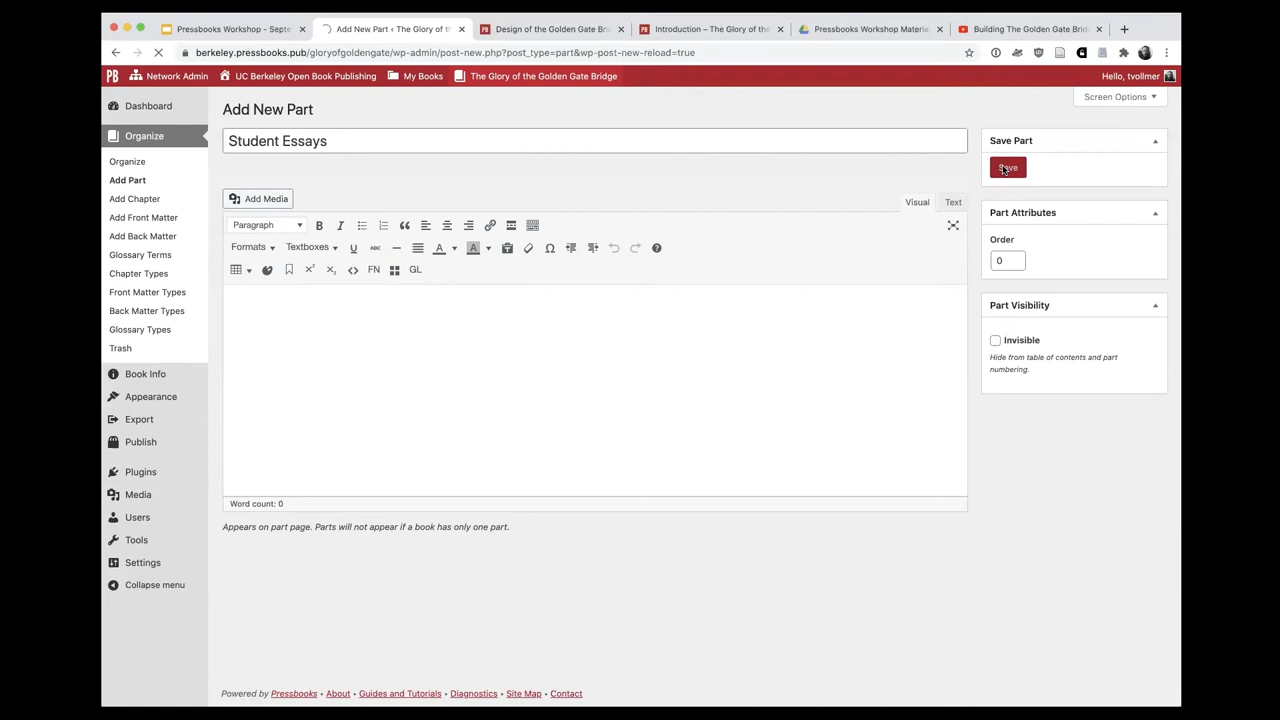 Pressbooks Workshop - Septe
Add New Part ‹ The Glory of th
Design of the Golden Gate Bri
Introduction – The Glory of the
Pressbooks Workshop Materia
Building The Golden Gate Brid
berkeley.pressbooks.pub/gloryofgoldengate/wp-admin/post-new.php?post_type=part&wp-post-new-reload=true
Network Admin
UC Berkeley Open Book Publishing
My Books
The Glory of the Golden Gate Bridge
Hello, tvollmer
Dashboard
Organize
Organize
Add Part
Add Chapter
Add Front Matter
Add Back Matter
Glossary Terms
Chapter Types
Front Matter Types
Back Matter Types
Glossary Types
Trash
Book Info
Appearance
Export
Publish
Plugins
Media
Users
Tools
Settings
Collapse menu
Screen Options
Add New Part
Student Essays
Add Media
Visual
Text
Paragraph
Formats
Textboxes
FN
GL
Word count: 0
Appears on part page. Parts will not appear if a book has only one part.
Save Part
Save
Part Attributes
Order
0
Part Visibility
Invisible
Hide from table of contents and part
numbering.
Powered by Pressbooks • About • Guides and Tutorials • Diagnostics • Site Map • Contact